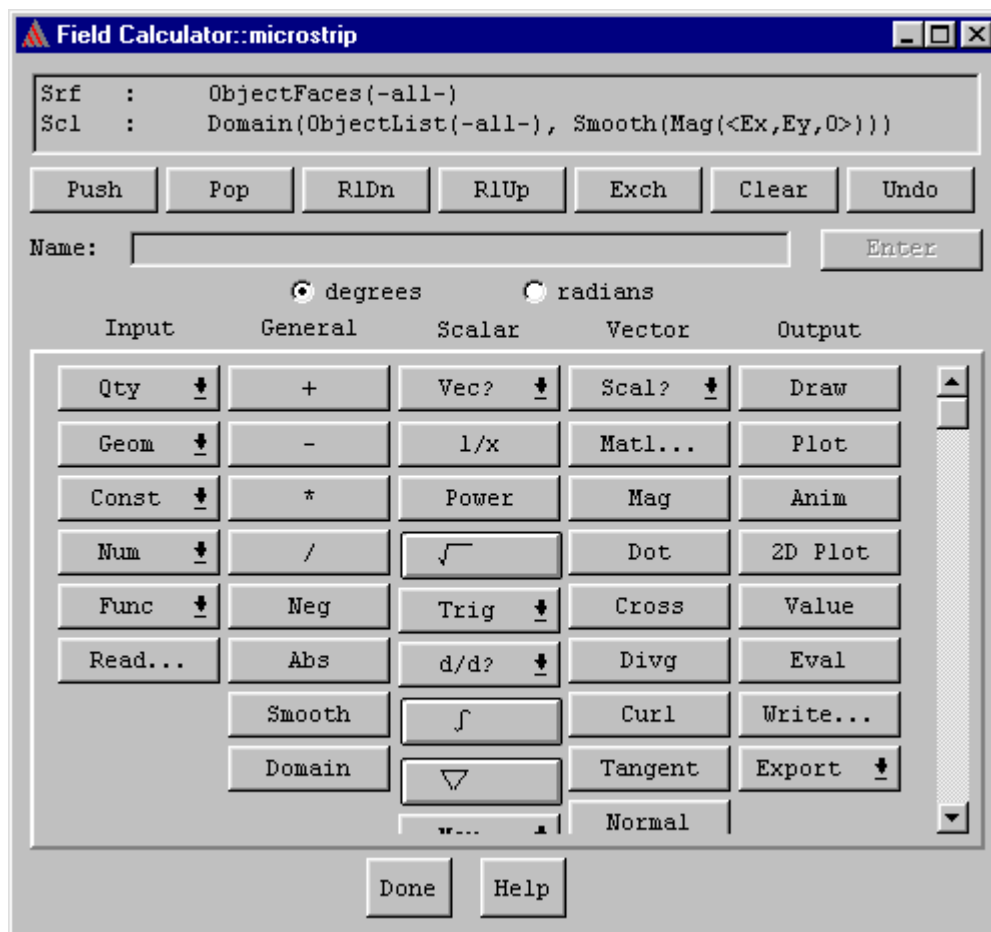 Field Calculator::microstrip
Srf : ObjectFaces(-all-)
Scl : Domain(ObjectList(-all-), Smooth(Mag(<Ex,Ey,0>)))
Push Pop RlDn RlUp Exch Clear Undo
Name: Enter
degrees radians
Input General Scalar Vector Output
Qty + Vec? Scal? Draw
Geom - 1/x Matl... Plot
Const * Power Mag Anim
Num / √ Dot 2D Plot
Func Neg Trig Cross Value
Read... Abs d/d? Divg Eval
Smooth ∫ Curl Write...
Domain ▽ Tangent Export
Normal
Done Help